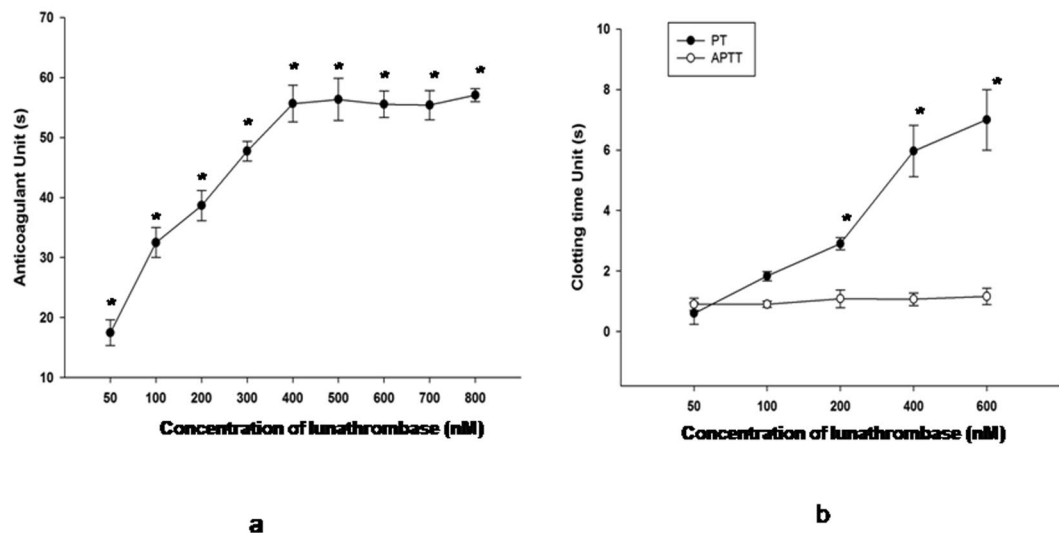 70
60
50
40
30
20
10
Anticoagulant Unit (s)
* * * * * * * * *
50 100 200 300 400 500 600 700 800
Concentration of lunathrombase (nM)
a
10
8
6
4
2
0
Clotting time Unit (s)
PT
APTT
* * *
50 100 200 400 600
Concentration of lunathrombase (nM)
b